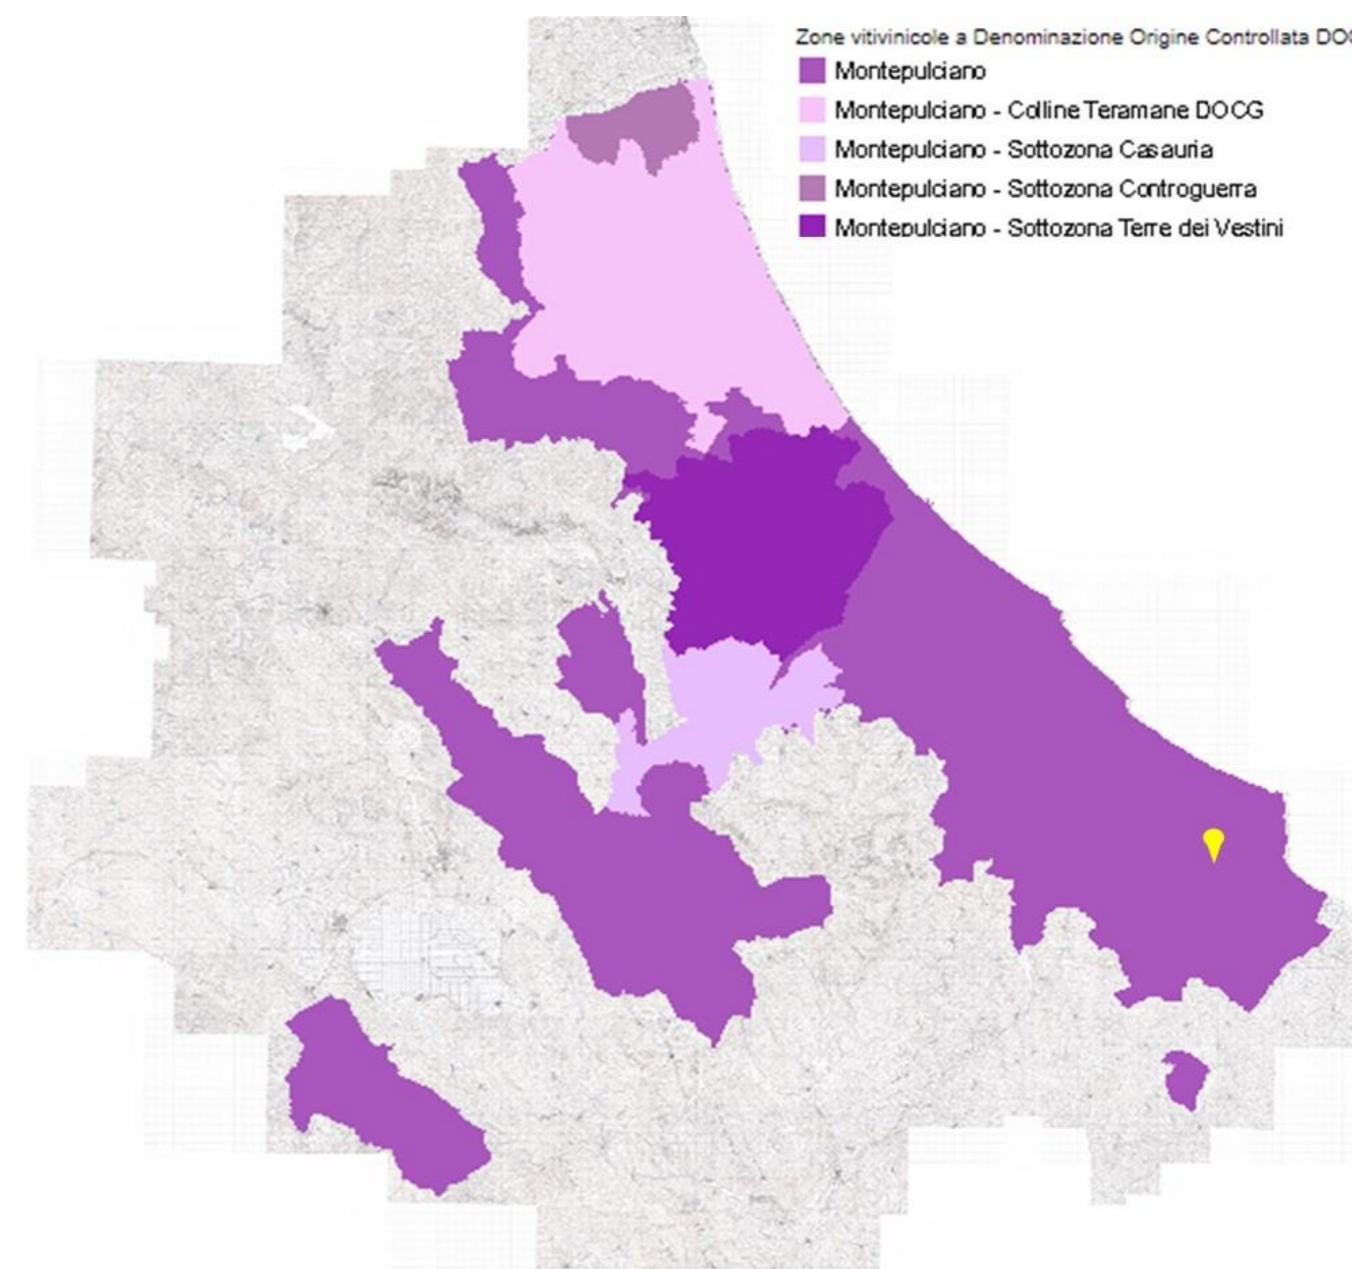 Zone vitivinicole a Denominazione Origine Controllata DOC
Montepulciano
Montepulciano - Colline Teramane DOCG
Montepulciano - Sottozona Casauria
Montepulciano - Sottozona Controguerra
Montepulciano - Sottozona Terre dei Vestini